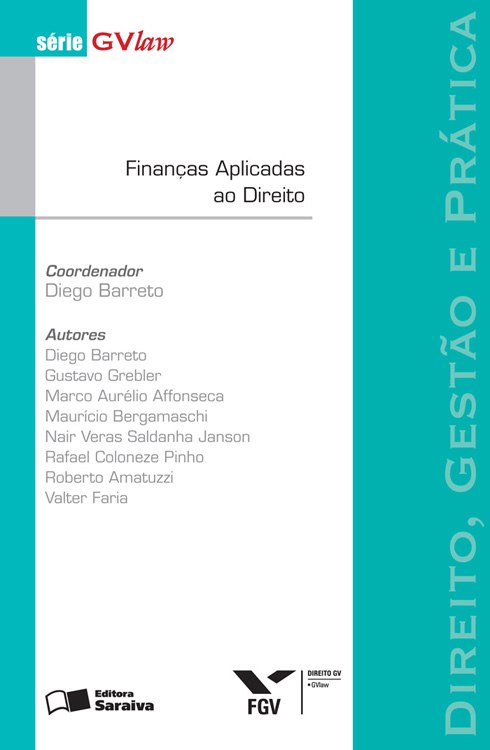 série GVlaw
Finanças Aplicadas
ao Direito
Coordenador
Diego Barreto
Autores
Diego Barreto
Gustavo Grebler
Marco Aurélio Affonseca
Maurício Bergamaschi
Nair Veras Saldanha Janson
Rafael Coloneze Pinho
Roberto Amatuzzi
Valter Faria
Editora
Saraiva
FGV
DIREITO GV
• GVlaw
DIREITO, GESTÃO E PRÁTICA